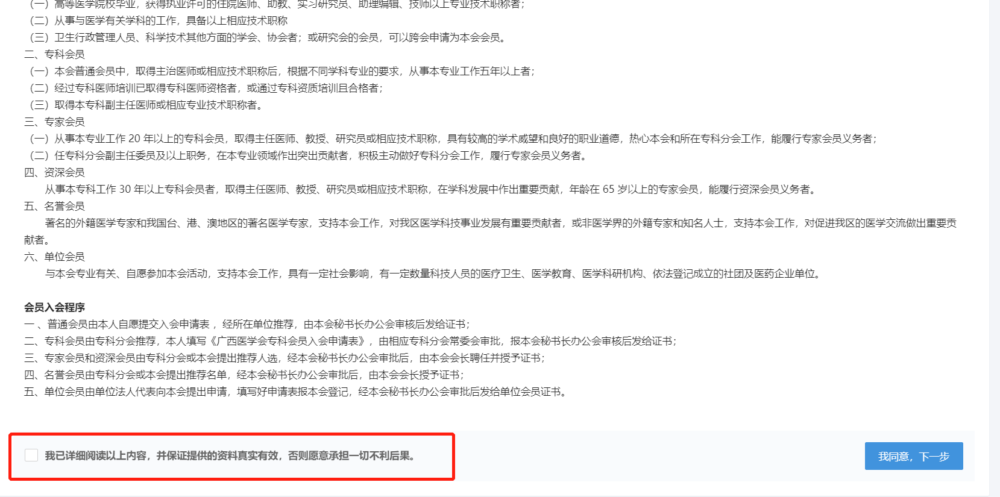 （一）高等医学院校毕业，获得执业许可的住院医师、助教、实习研究员、助理编辑、技师以上专业技术职称者；
（二）从事与医学有关学科的工作，具备以上相应技术职称
（三）卫生行政管理人员、科学技术其他方面的学会、协会者；或研究会的会员，可以跨会申请为本会会员。
二、专科会员
（一）本会普通会员中，取得主治医师或相应技术职称后，根据不同学科专业的要求，从事本专业工作五年以上者；
（二）经过专科医师培训已取得专科医师资格者，或通过专科资质培训且合格者；
（三）取得本专科副主任医师或相应专业技术职称者。
三、专家会员
（一）从事本专业工作 20 年以上的专科会员，取得主任医师、教授、研究员或相应技术职称，具有较高的学术威望和良好的职业道德，热心本会和所在专科分会工作，能履行专家会员义务者；
（二）任专科分会副主任委员及以上职务，在本专业领域作出突出贡献者，积极主动做好专科分会工作，履行专家会员义务者。
四、资深会员
从事本专科工作 30 年以上专科会员者，取得主任医师、教授、研究员或相应技术职称，在学科发展中作出重要贡献，年龄在 65 岁以上的专家会员，能履行资深会员义务者。
五、名誉会员
著名的外籍医学专家和我国台、港、澳地区的著名医学专家，支持本会工作，对我区医学科技事业发展有重要贡献者，或非医学界的外籍专家和知名人士，支持本会工作，对促进我区的医学交流做出重要贡
献者。
六、单位会员
与本会专业有关、自愿参加本会活动，支持本会工作，具有一定社会影响，有一定数量科技人员的医疗卫生、医学教育、医学科研机构、依法登记成立的社团及医药企业单位。
会员入会程序
一 、普通会员由本人自愿提交入会申请表 ，经所在单位推荐，由本会秘书长办公会审核后发给证书；
二、专科会员由专科分会推荐，本人填写《广西医学会专科会员入会申请表》，由相应专科分会常委会审批，报本会秘书长办公会审核后发给证书；
三、专家会员和资深会员由专科分会或本会提出推荐人选，经本会秘书长办公会审批后，由本会会长聘任并授予证书；
四、名誉会员由专科分会或本会提出推荐名单，经本会秘书长办公会审批后，由本会会长授予证书；
五、单位会员由单位法人代表向本会提出申请，填写好申请表报本会登记，经本会秘书长办公会审批后发给单位会员证书。
我已详细阅读以上内容，并保证提供的资料真实有效，否则愿意承担一切不利后果。
我同意，下一步